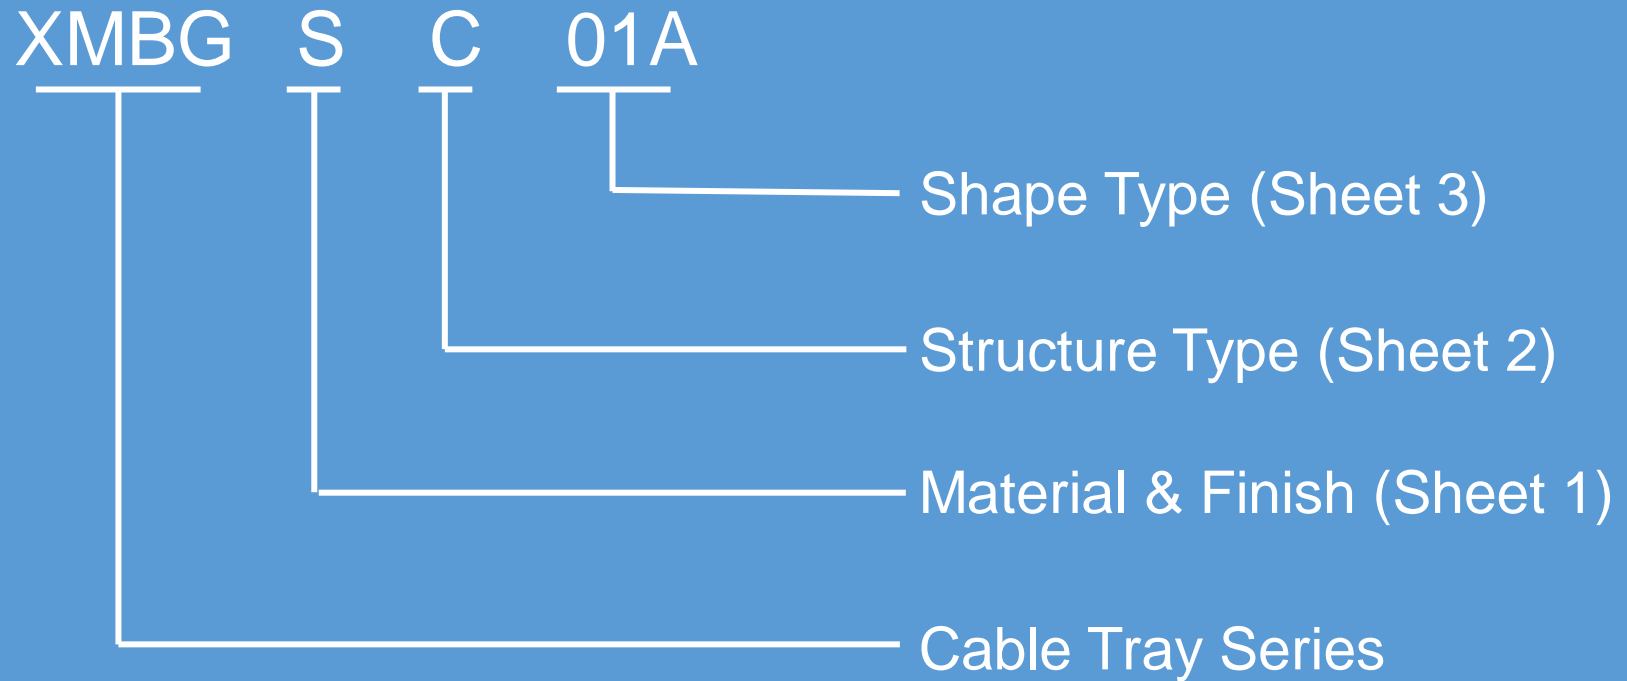 XMBG S C 01A
Shape Type (Sheet 3)
Structure Type (Sheet 2)
Material & Finish (Sheet 1)
Cable Tray Series